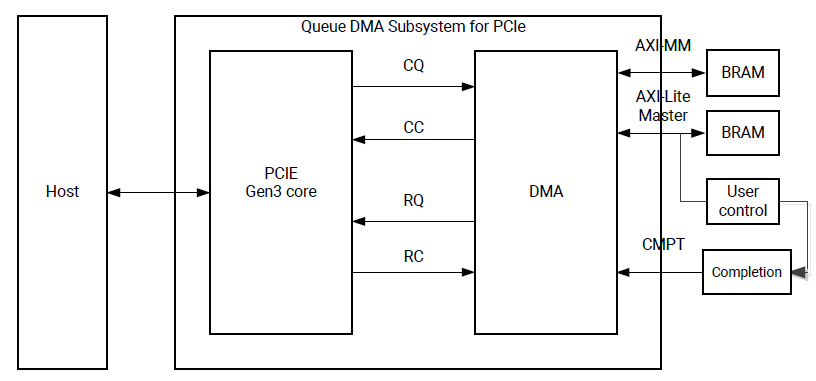 Queue DMA Subsystem for PCIe
Host
PCIE
Gen3 core
CQ
CC
RQ
RC
DMA
AXI-MM
BRAM
AXI-Lite
Master
BRAM
User
control
CMPT
Completion